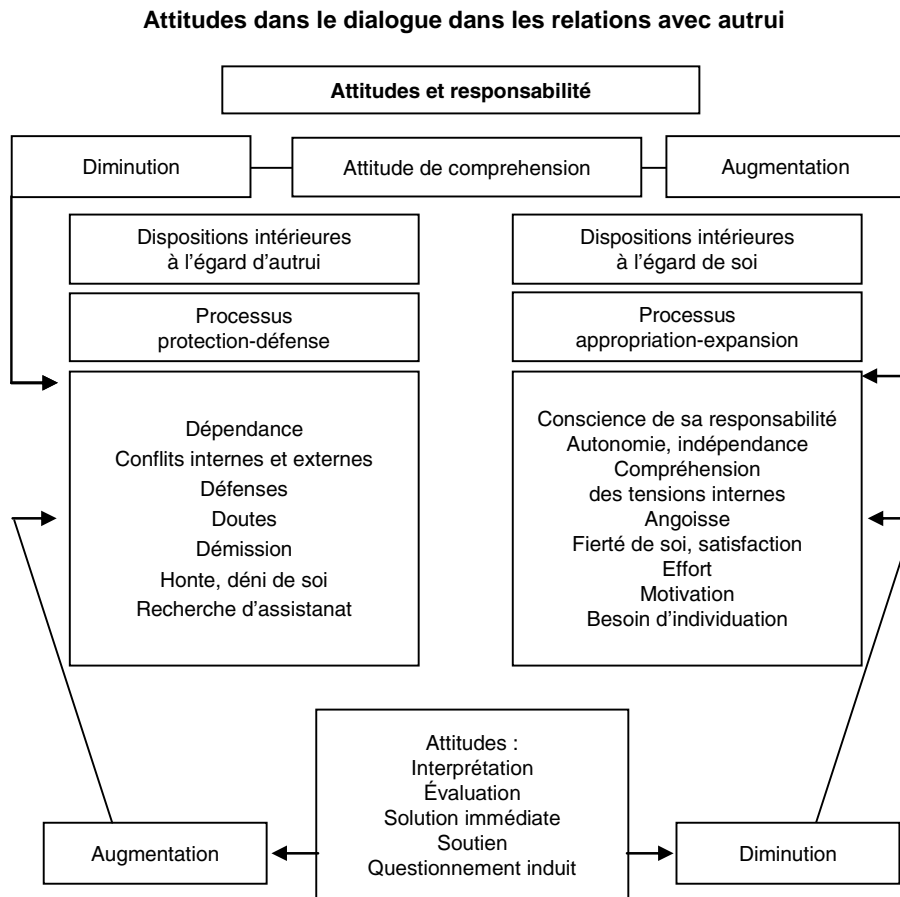 Attitudes dans le dialogue dans les relations avec autrui
Attitudes et responsabilité
Diminution
Attitude de comprehension
Augmentation
Dispositions intérieures
à l'égard d'autrui
Dispositions intérieures
à l'égard de soi
Processus
protection-défense
Processus
appropriation-expansion
Dépendance
Conflits internes et externes
Défenses
Doutes
Démission
Honte, déni de soi
Recherche d'assistanat
Conscience de sa responsabilité
Autonomie, indépendance
Compréhension
des tensions internes
Angoisse
Fierté de soi, satisfaction
Effort
Motivation
Besoin d'individuation
Attitudes :
Interprétation
Évaluation
Solution immédiate
Soutien
Questionnement induit
Augmentation
Diminution